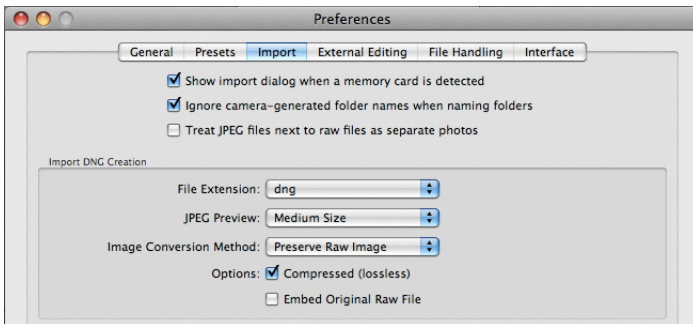 Preferences
General Presets Import External Editing File Handling Interface
Show import dialog when a memory card is detected
Ignore camera-generated folder names when naming folders
Treat JPEG files next to raw files as separate photos
Import DNG Creation
File Extension: dng
JPEG Preview: Medium Size
Image Conversion Method: Preserve Raw Image
Options: Compressed (lossless)
Embed Original Raw File